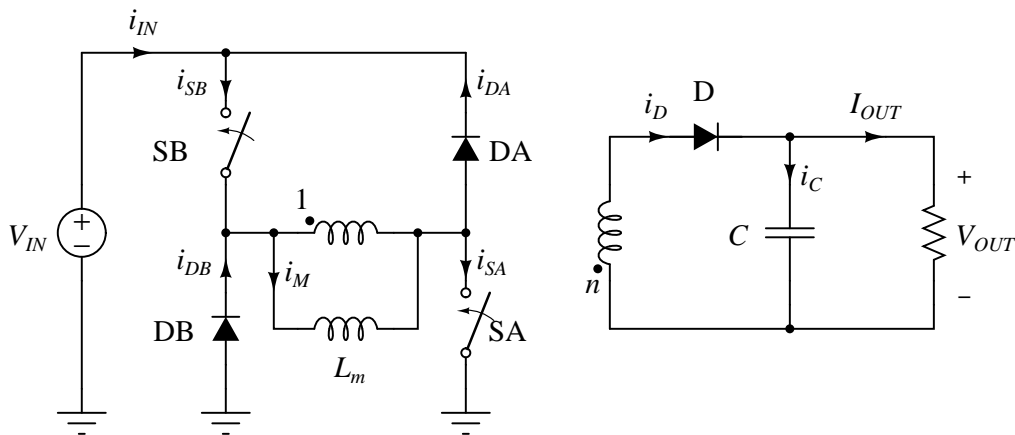 i_IN
i_SB
i_DA
SB
DA
1
V_IN
+
−
i_DB
i_M
i_SA
DB
L_m
SA
i_D
D
I_OUT
i_C
C
+
V_OUT
−
n